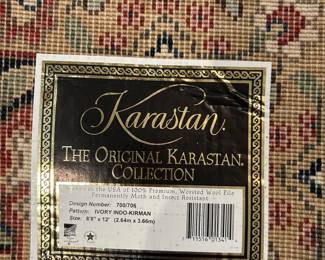 Karastan.
THE ORIGINAL KARASTAN.
COLLECTION
in the USA of 100% Premium, Worsted Wool Pile
Permanently Moth and Insect Resistant
Design Number: 700/706
Pattern: IVORY INDO-KIRMAN
Size: 8'8" x 12' (2.64m x 3.66m)